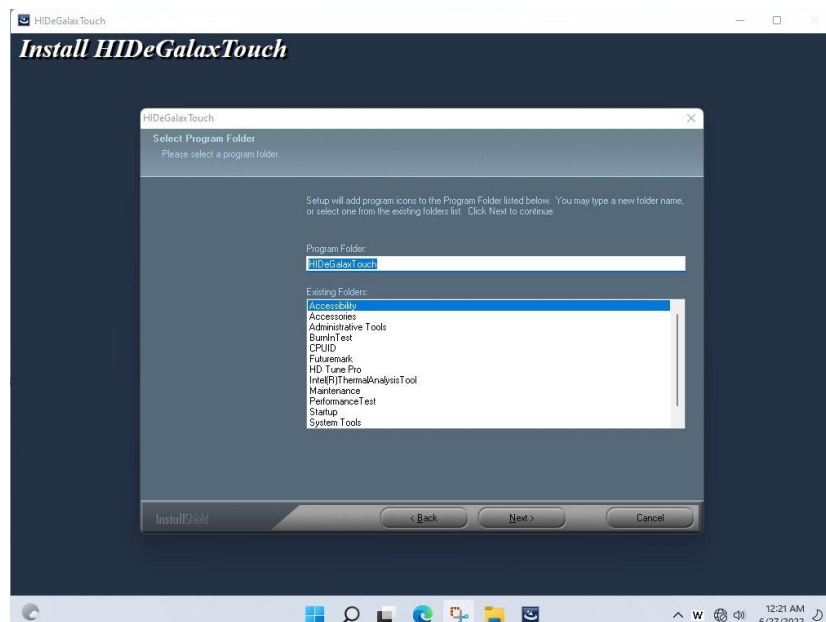 HIDeGalaxTouch
Install HIDeGalaxTouch
HIDeGalaxTouch
Select Program Folder
Please select a program folder.
Setup will add program icons to the Program Folder listed below. You may type a new folder name,
or select one from the existing folders list. Click Next to continue.
Program Folder:
HIDeGalaxTouch
Existing Folders:
Accessibility
Accessories
Administrative Tools
BurnInTest
CPUID
Futuremark
HD Tune Pro
Intel(R)ThermalAnalysisTool
Maintenance
PerformanceTest
Startup
System Tools
InstallShield
< Back
Next >
Cancel
W
12:21 AM
6/27/2022